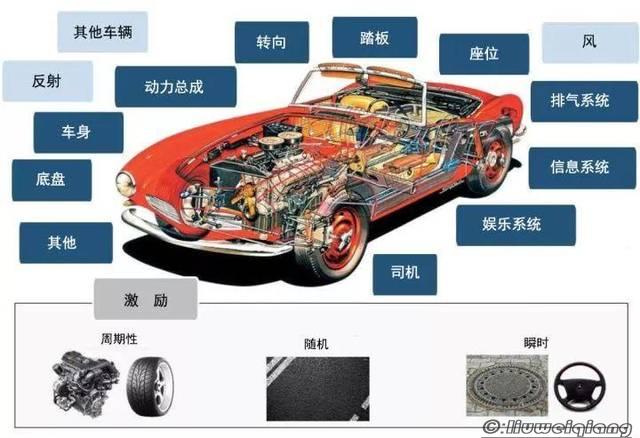 其他车辆
转向
踏板
座位
风
反射
动力总成
排气系统
车身
底盘
信息系统
其他
娱乐系统
司机
激 励
周期性
随机
瞬时
©:liuweiqiang